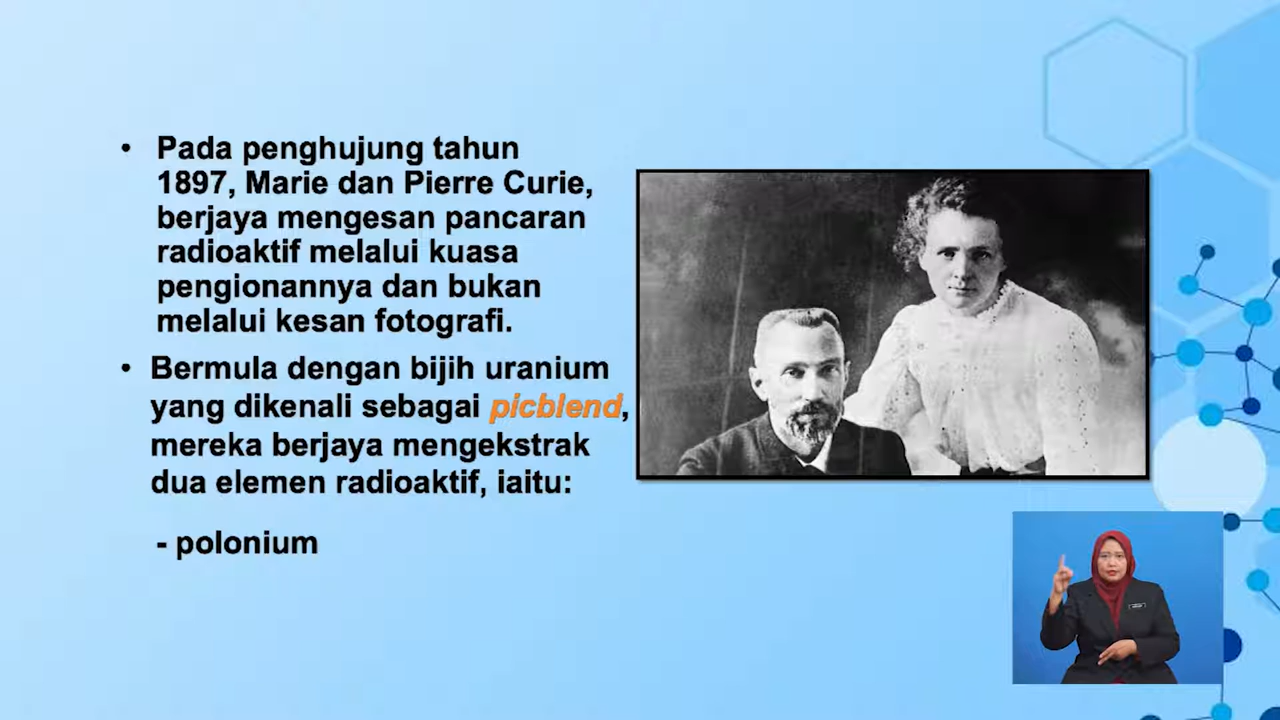 • Pada penghujung tahun
1897, Marie dan Pierre Curie,
berjaya mengesan pancaran
radioaktif melalui kuasa
pengionannya dan bukan
melalui kesan fotografi.
• Bermula dengan bijih uranium
yang dikenali sebagai picblend,
mereka berjaya mengekstrak
dua elemen radioaktif, iaitu:
- polonium